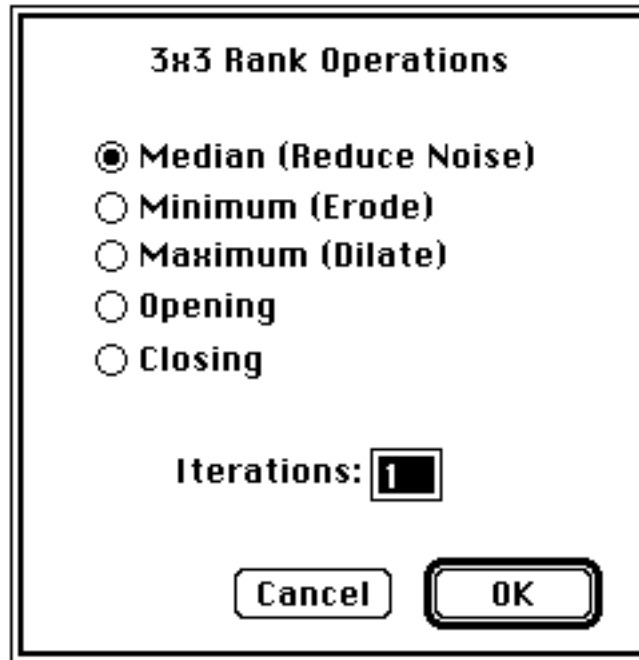 3x3 Rank Operations
Median (Reduce Noise)
Minimum (Erode)
Maximum (Dilate)
Opening
Closing
Iterations: 1
Cancel OK